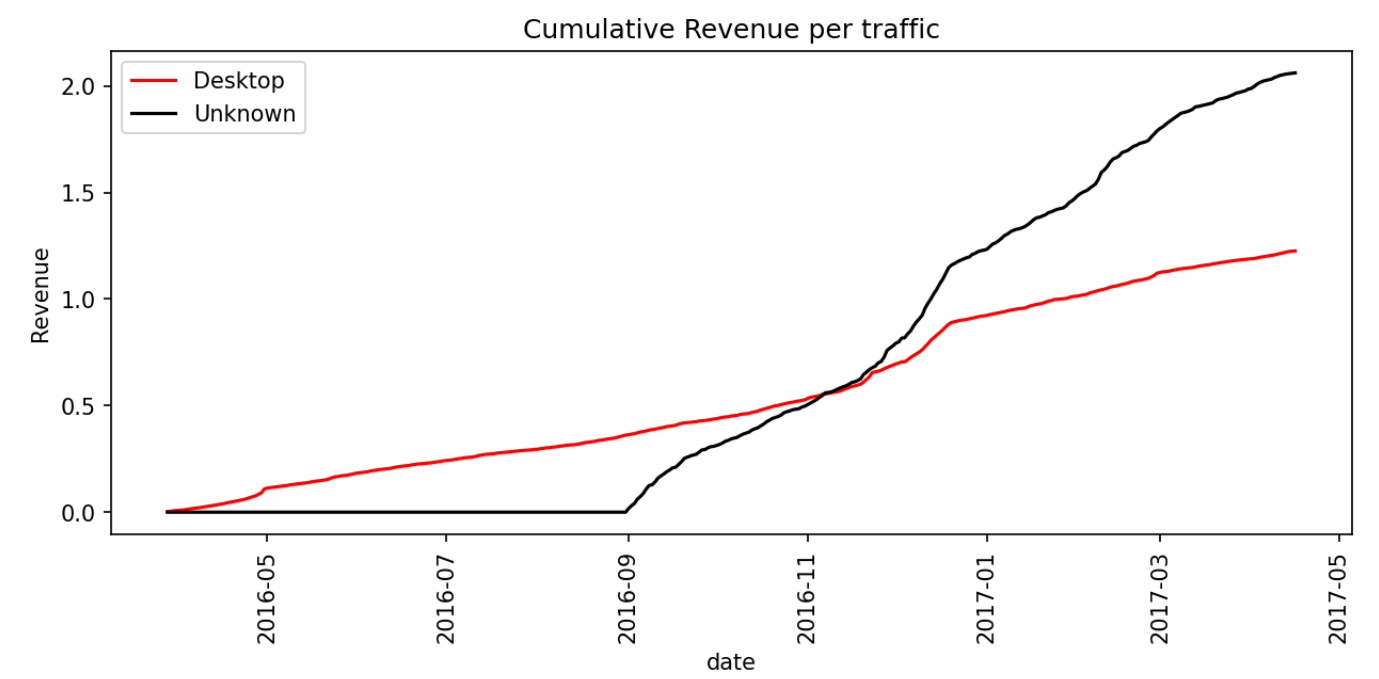 Cumulative Revenue per traffic
Desktop
Unknown
Revenue
2.0
1.5
1.0
0.5
0.0
2016-05
2016-07
2016-09
2016-11
2017-01
2017-03
2017-05
date